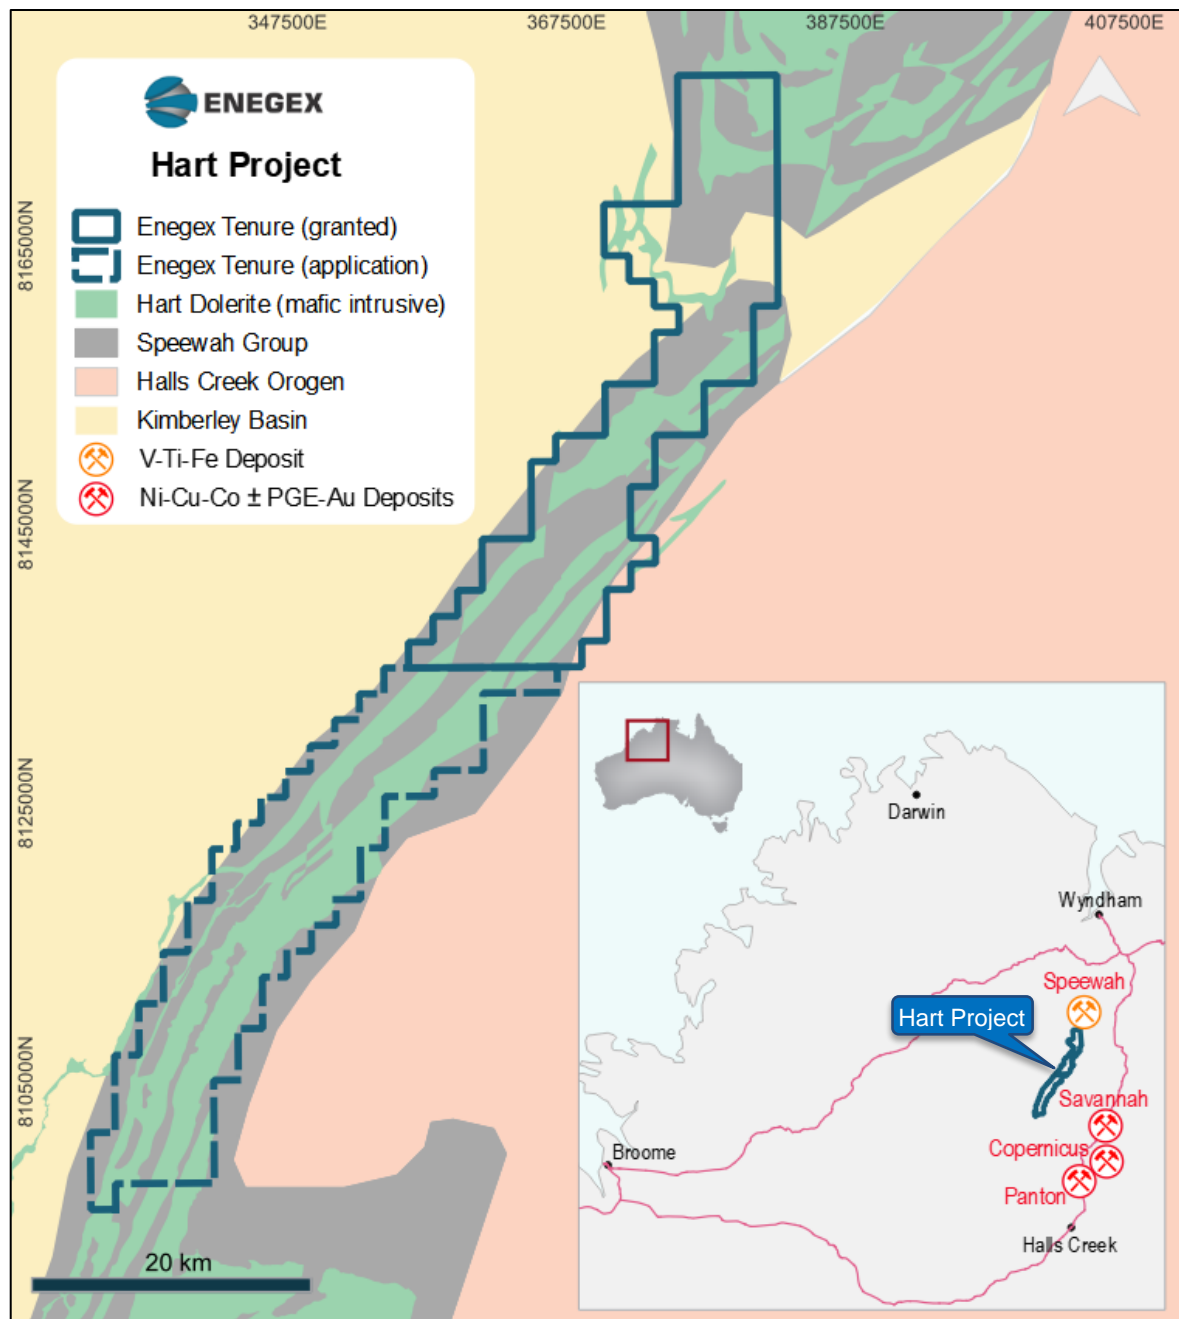 347500E
367500E
387500E
407500E
ENEGEX
Hart Project
Enegex Tenure (granted)
Enegex Tenure (application)
Hart Dolerite (mafic intrusive)
Speewah Group
Halls Creek Orogen
Kimberley Basin
V-Ti-Fe Deposit
Ni-Cu-Co ± PGE-Au Deposits
8165000N
8145000N
8125000N
8105000N
20 km
Darwin
Wyndham
Speewah
Hart Project
Savannah
Copernicus
Broome
Panton
Halls Creek